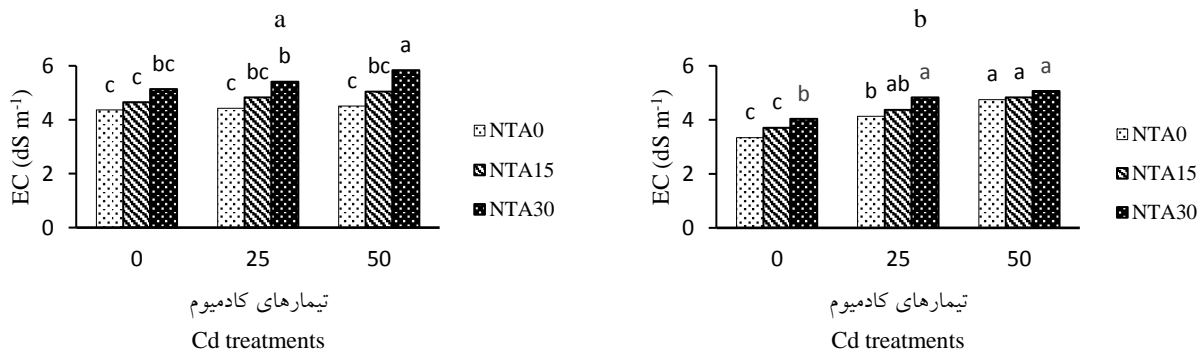 a
c c bc c bc b c bc a
6
4
2
0
EC (dS m⁻¹)
0 25 50
تیمارهای کادمیوم
Cd treatments
NTA0
NTA15
NTA30
b
c c b b ab a a a a
6
4
2
0
EC (dS m⁻¹)
0 25 50
تیمارهای کادمیوم
Cd treatments
NTA0
NTA15
NTA30